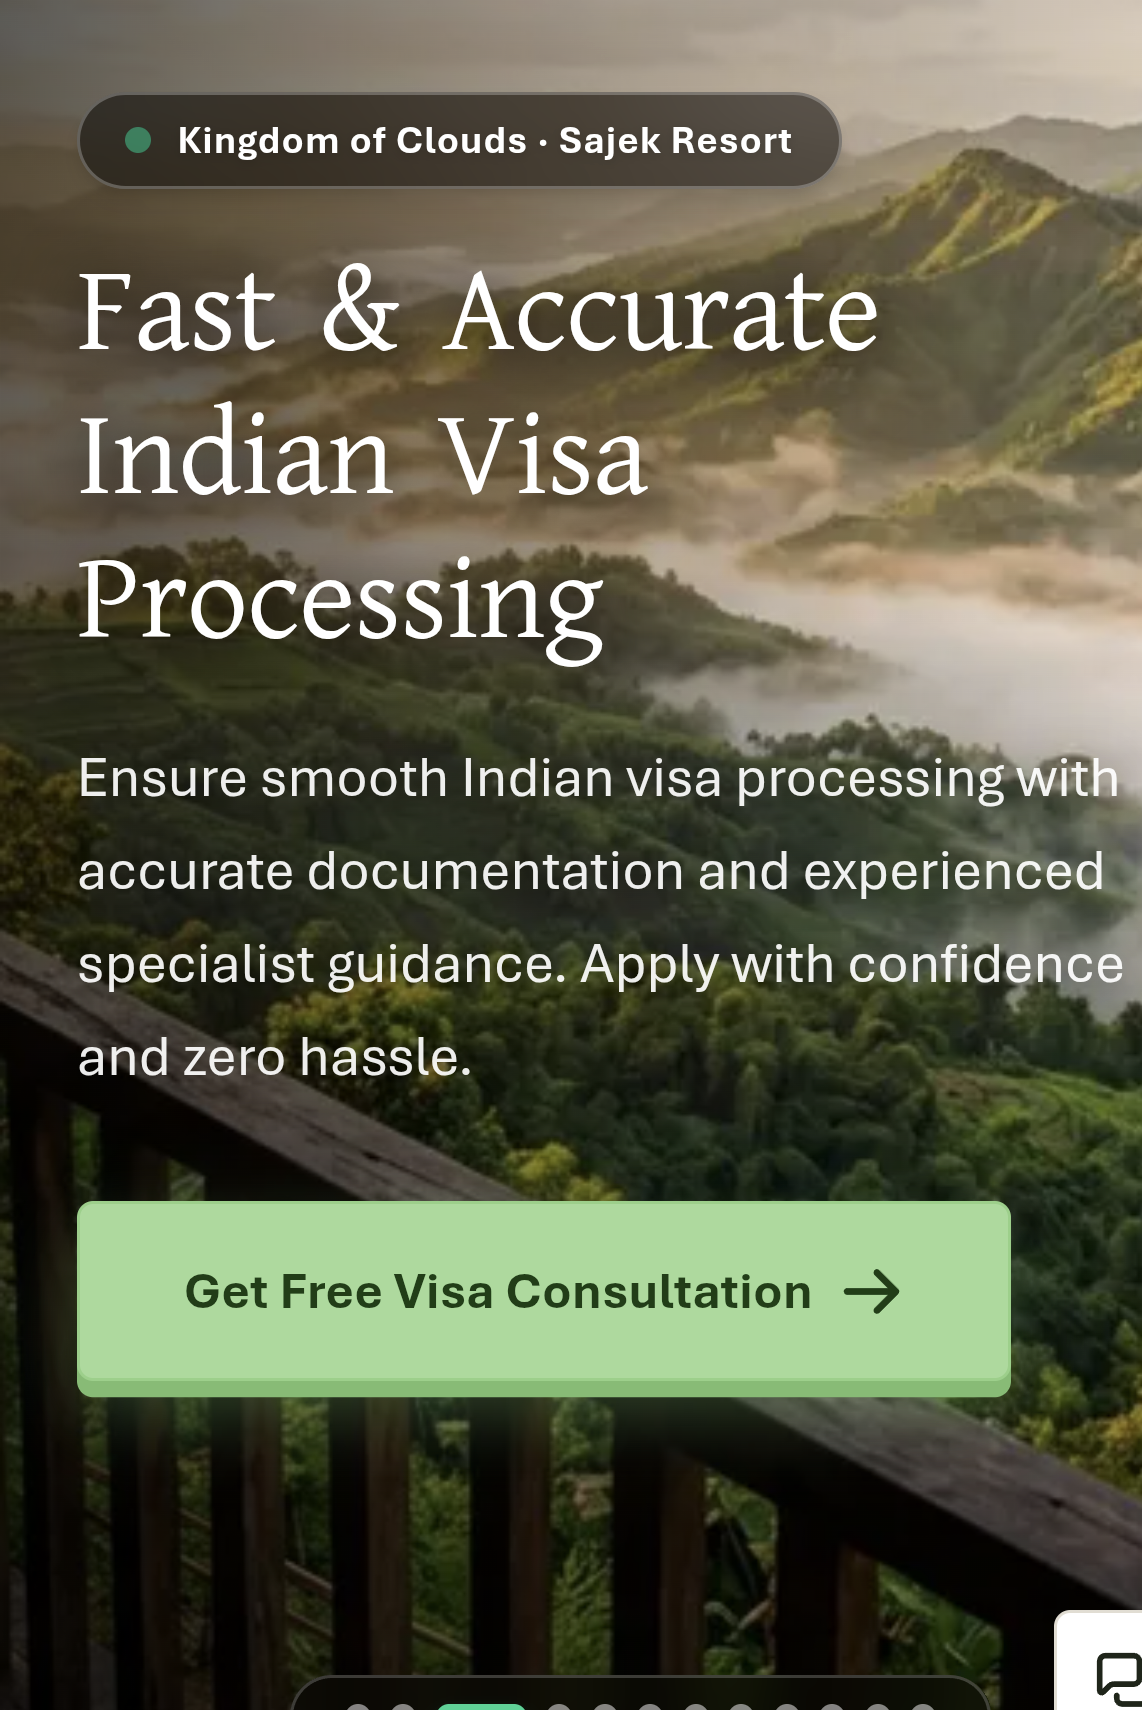 Kingdom of Clouds · Sajek Resort
Fast & Accurate
Indian Visa
Processing
Ensure smooth Indian visa processing with
accurate documentation and experienced
specialist guidance. Apply with confidence
and zero hassle.
Get Free Visa Consultation